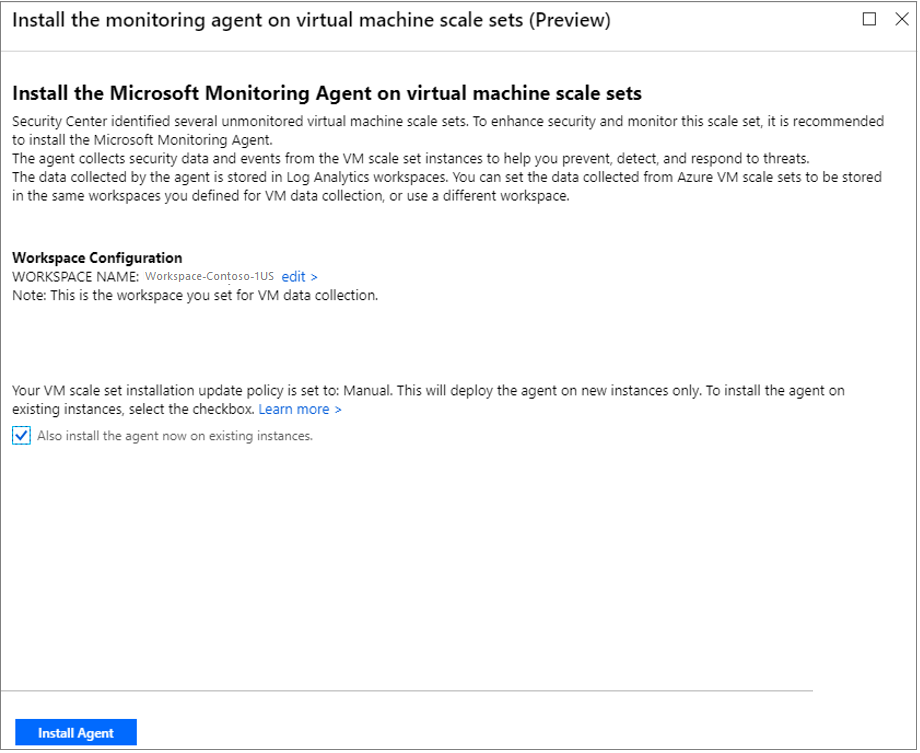 Install the monitoring agent on virtual machine scale sets (Preview)
Install the Microsoft Monitoring Agent on virtual machine scale sets
Security Center identified several unmonitored virtual machine scale sets. To enhance security and monitor this scale set, it is recommended
to install the Microsoft Monitoring Agent.
The agent collects security data and events from the VM scale set instances to help you prevent, detect, and respond to threats.
The data collected by the agent is stored in Log Analytics workspaces. You can set the data collected from Azure VM scale sets to be stored
in the same workspaces you defined for VM data collection, or use a different workspace.
Workspace Configuration
WORKSPACE NAME: Workspace-Contoso-1US edit >
Note: This is the workspace you set for VM data collection.
Your VM scale set installation update policy is set to: Manual. This will deploy the agent on new instances only. To install the agent on
existing instances, select the checkbox. Learn more >
Also install the agent now on existing instances.
Install Agent